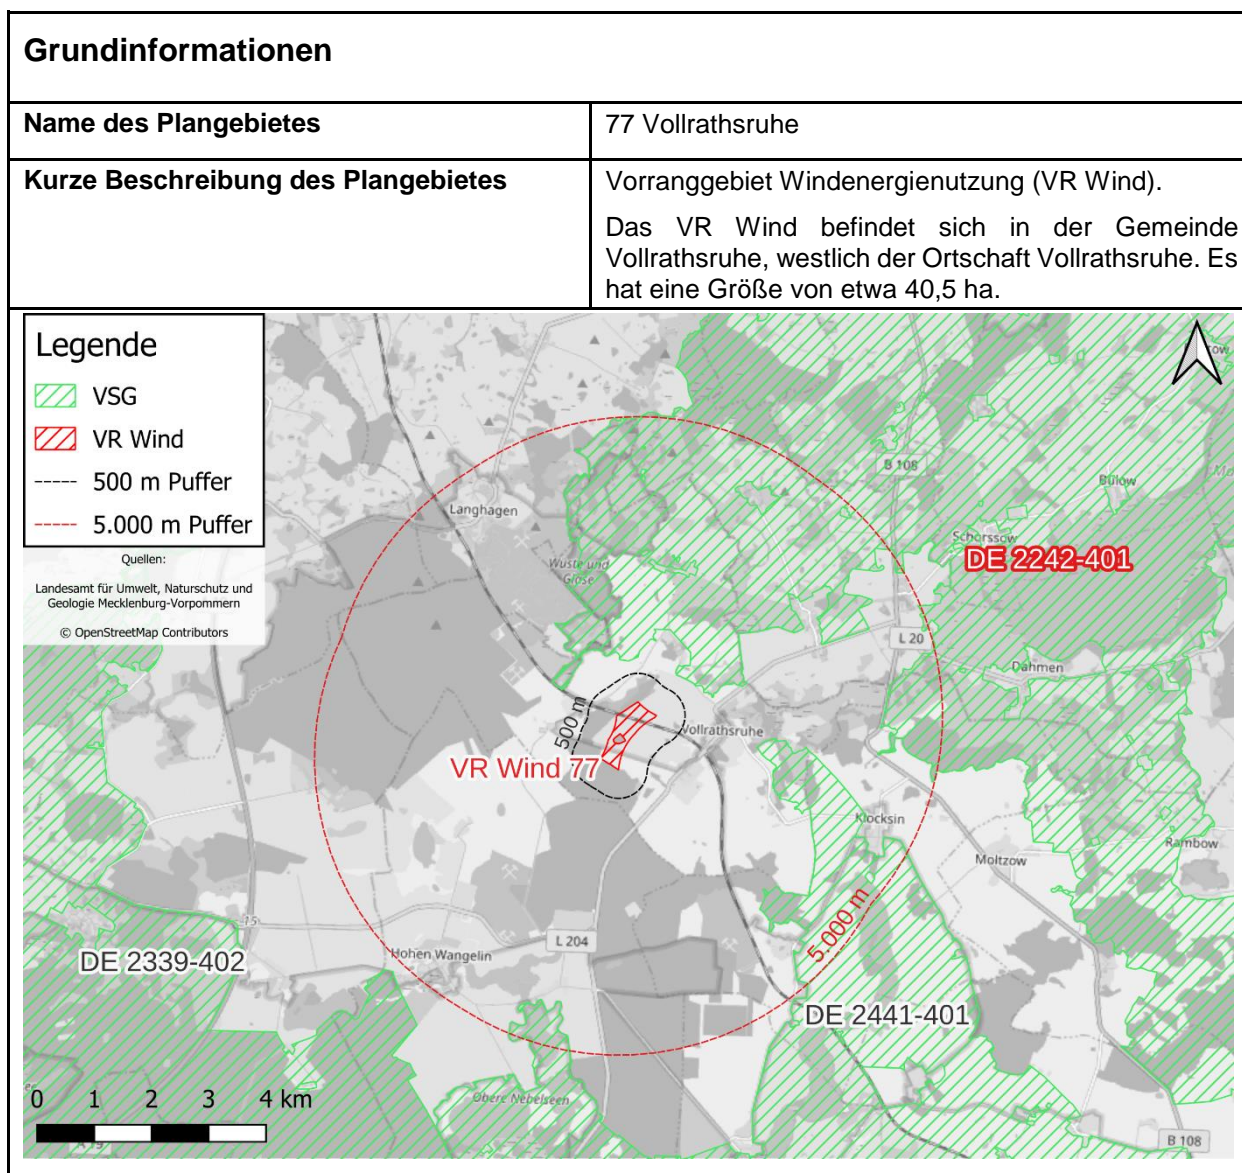 Grundinformationen
Name des Plangebietes
77 Vollrathsruhe
Kurze Beschreibung des Plangebietes
Vorranggebiet Windenergienutzung (VR Wind).
Das VR Wind befindet sich in der Gemeinde
Vollrathsruhe, westlich der Ortschaft Vollrathsruhe. Es
hat eine Größe von etwa 40,5 ha.
Legende
VSG
VR Wind
500 m Puffer
5.000 m Puffer
Quellen:
Landesamt für Umwelt, Naturschutz und
Geologie Mecklenburg-Vorpommern
© OpenStreetMap Contributors
B 108
Bülow
Langhagen
Schorssow
DE 2242-401
Wüste und
Glase
L 20
Dahmen
500 m
Vollrathsruhe
VR Wind 77
Klocksin
Rambow
Moltzow
5.000 m
L 204
Hohen Wangelin
DE 2339-402
DE 2441-401
0 1 2 3 4 km
Obere Nebelseen
B 108
A 19